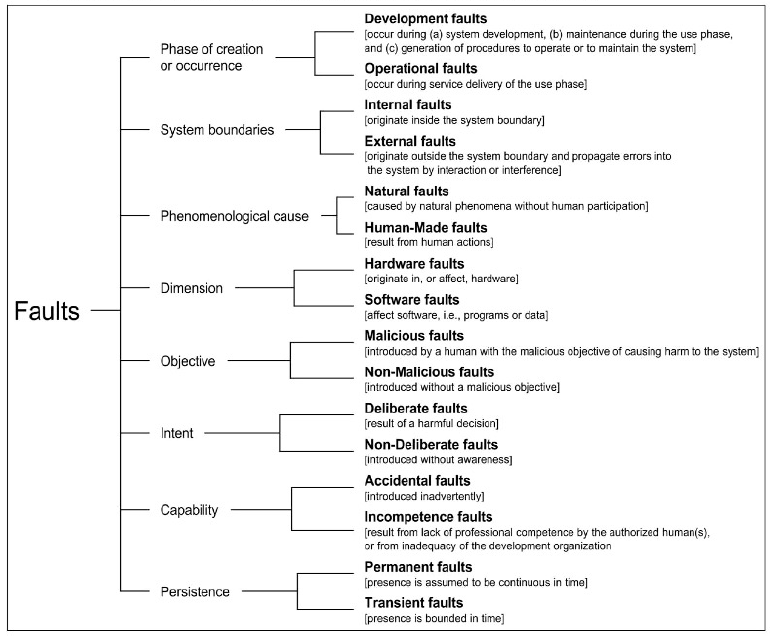 Faults
Phase of creation
or occurrence
Development faults
[occur during (a) system development, (b) maintenance during the use phase,
and (c) generation of procedures to operate or to maintain the system]
Operational faults
[occur during service delivery of the use phase]
System boundaries
Internal faults
[originate inside the system boundary]
External faults
[originate outside the system boundary and propagate errors into
the system by interaction or interference]
Phenomenological cause
Natural faults
[caused by natural phenomena without human participation]
Human-Made faults
[result from human actions]
Dimension
Hardware faults
[originate in, or affect, hardware]
Software faults
[affect software, i.e., programs or data]
Objective
Malicious faults
[introduced by a human with the malicious objective of causing harm to the system]
Non-Malicious faults
[introduced without a malicious objective]
Intent
Deliberate faults
[result of a harmful decision]
Non-Deliberate faults
[introduced without awareness]
Capability
Accidental faults
[introduced inadvertently]
Incompetence faults
[result from lack of professional competence by the authorized human(s),
or from inadequacy of the development organization
Persistence
Permanent faults
[presence is assumed to be continuous in time]
Transient faults
[presence is bounded in time]